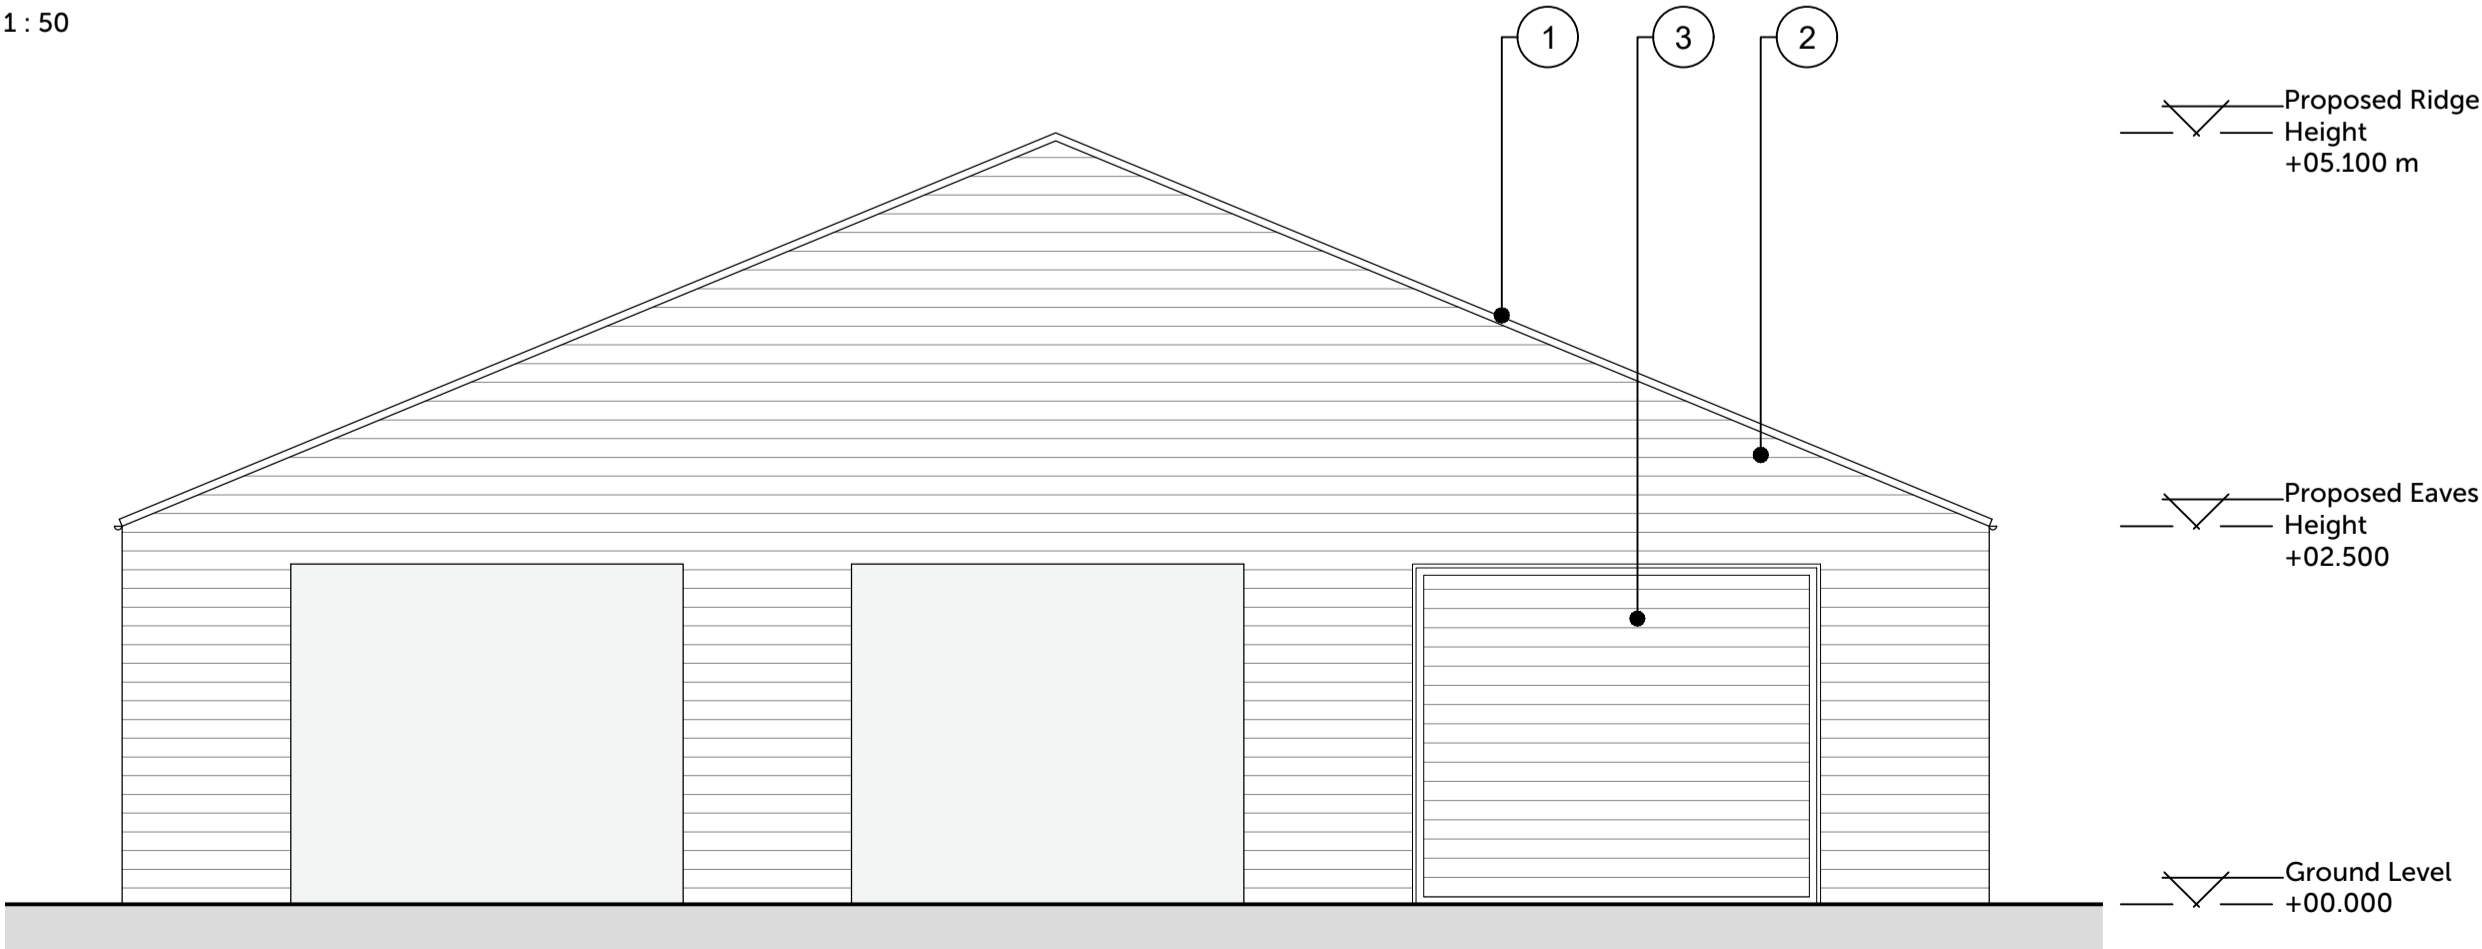 1 : 50
1
3
2
Proposed Ridge
Height
+05.100 m
Proposed Eaves
Height
+02.500
Ground Level
+00.000